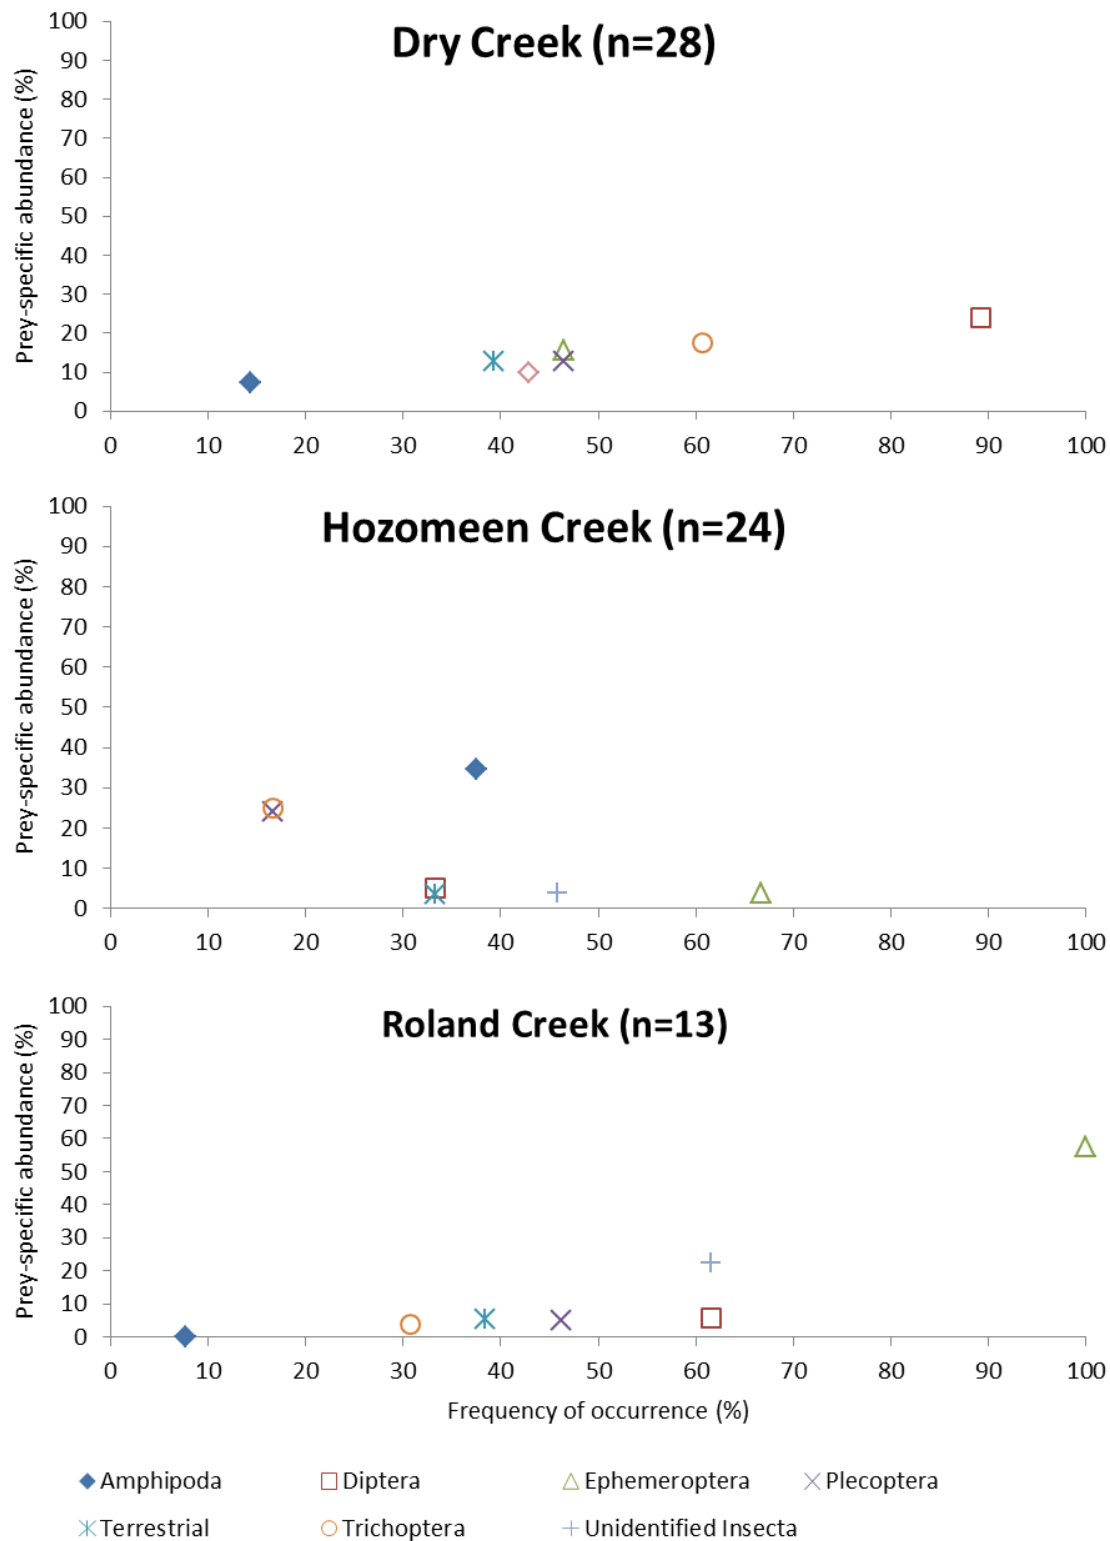 Dry Creek (n=28)
Prey-specific abundance (%)
100
90
80
70
60
50
40
30
20
10
0
0 10 20 30 40 50 60 70 80 90 100
Hozomeen Creek (n=24)
Prey-specific abundance (%)
100
90
80
70
60
50
40
30
20
10
0
0 10 20 30 40 50 60 70 80 90 100
Roland Creek (n=13)
Prey-specific abundance (%)
100
90
80
70
60
50
40
30
20
10
0
0 10 20 30 40 50 60 70 80 90 100
Frequency of occurrence (%)
Amphipoda Diptera Ephemeroptera Plecoptera
Terrestrial Trichoptera Unidentified Insecta